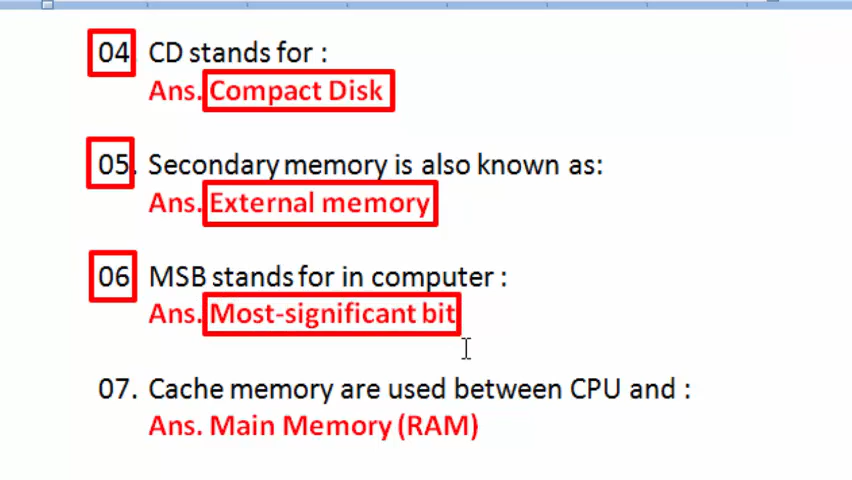 04. CD stands for :
Ans. Compact Disk
05. Secondary memory is also known as:
Ans. External memory
06. MSB stands for in computer :
Ans. Most-significant bit
07. Cache memory are used between CPU and :
Ans. Main Memory (RAM)